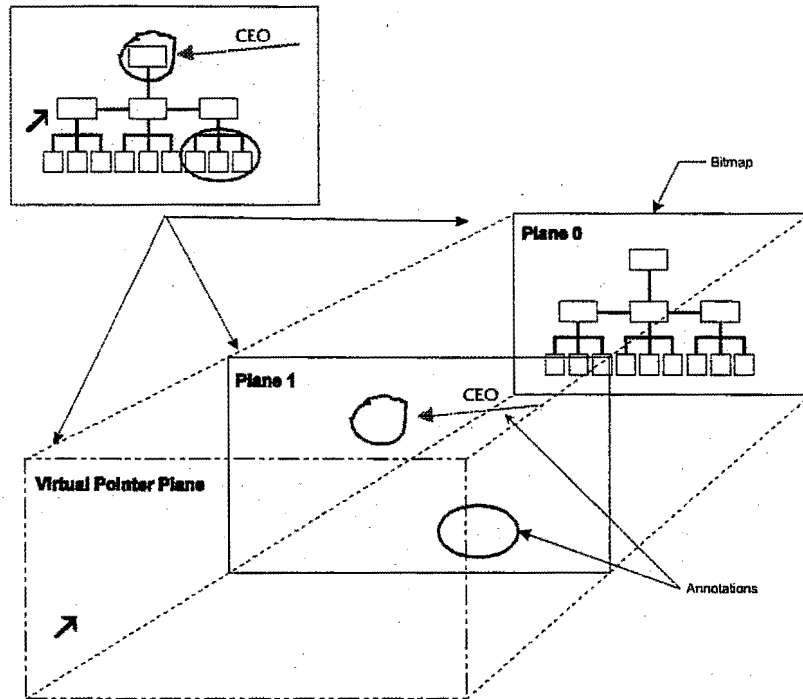 CEO
Bitmap
Plane 0
Plane 1
CEO
Virtual Pointer Plane
Annotations